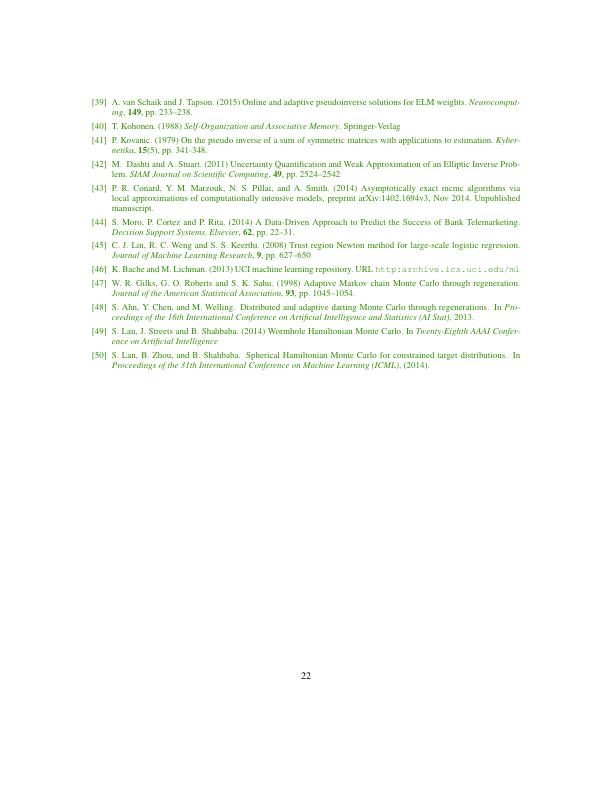 [39] A. van Schaik and J. Tapson. (2015) Online and adaptive pseudoinverse solutions for ELM weights. Neurocomput-
ing, 149, pp. 233–238.
[40] T. Kohonen. (1988) Self-Organization and Associative Memory. Springer-Verlag
[41] P. Kovanic. (1979) On the pseudo inverse of a sum of symmetric matrices with applications to estimation. Kyber-
netika, 15(5), pp. 341-348.
[42] M. Dashti and A. Stuart. (2011) Uncertainty Quantification and Weak Approximation of an Elliptic Inverse Prob-
lem. SIAM Journal on Scientific Computing, 49, pp. 2524–2542
[43] P. R. Conard, Y. M. Marzouk, N. S. Pillai, and A. Smith. (2014) Asymptotically exact mcmc algorithms via
local approximations of computationally intensive models, preprint arXiv:1402.1694v3, Nov 2014. Unpublished
manuscript.
[44] S. Moro, P. Cortez and P. Rita. (2014) A Data-Driven Approach to Predict the Success of Bank Telemarketing.
Decision Support Systems, Elsevier, 62, pp. 22–31.
[45] C. J. Lin, R. C. Weng and S. S. Keerthi. (2008) Trust region Newton method for large-scale logistic regression.
Journal of Machine Learning Research, 9, pp. 627–650
[46] K. Bache and M. Lichman. (2013) UCI machine learning repository. URL http:archive.ics.uci.edu/ml
[47] W. R. Gilks, G. O. Roberts and S. K. Sahu. (1998) Adaptive Markov chain Monte Carlo through regeneration.
Journal of the American Statistical Association, 93, pp. 1045–1054.
[48] S. Ahn, Y. Chen, and M. Welling. Distributed and adaptive darting Monte Carlo through regenerations. In Pro-
ceedings of the 16th International Conference on Artificial Intelligence and Statistics (AI Stat), 2013.
[49] S. Lan, J. Streets and B. Shahbaba. (2014) Wormhole Hamiltonian Monte Carlo. In Twenty-Eighth AAAI Confer-
ence on Artificial Intelligence
[50] S. Lan, B. Zhou, and B. Shahbaba. Spherical Hamiltonian Monte Carlo for constrained target distributions. In
Proceedings of the 31th International Conference on Machine Learning (ICML), (2014).
22